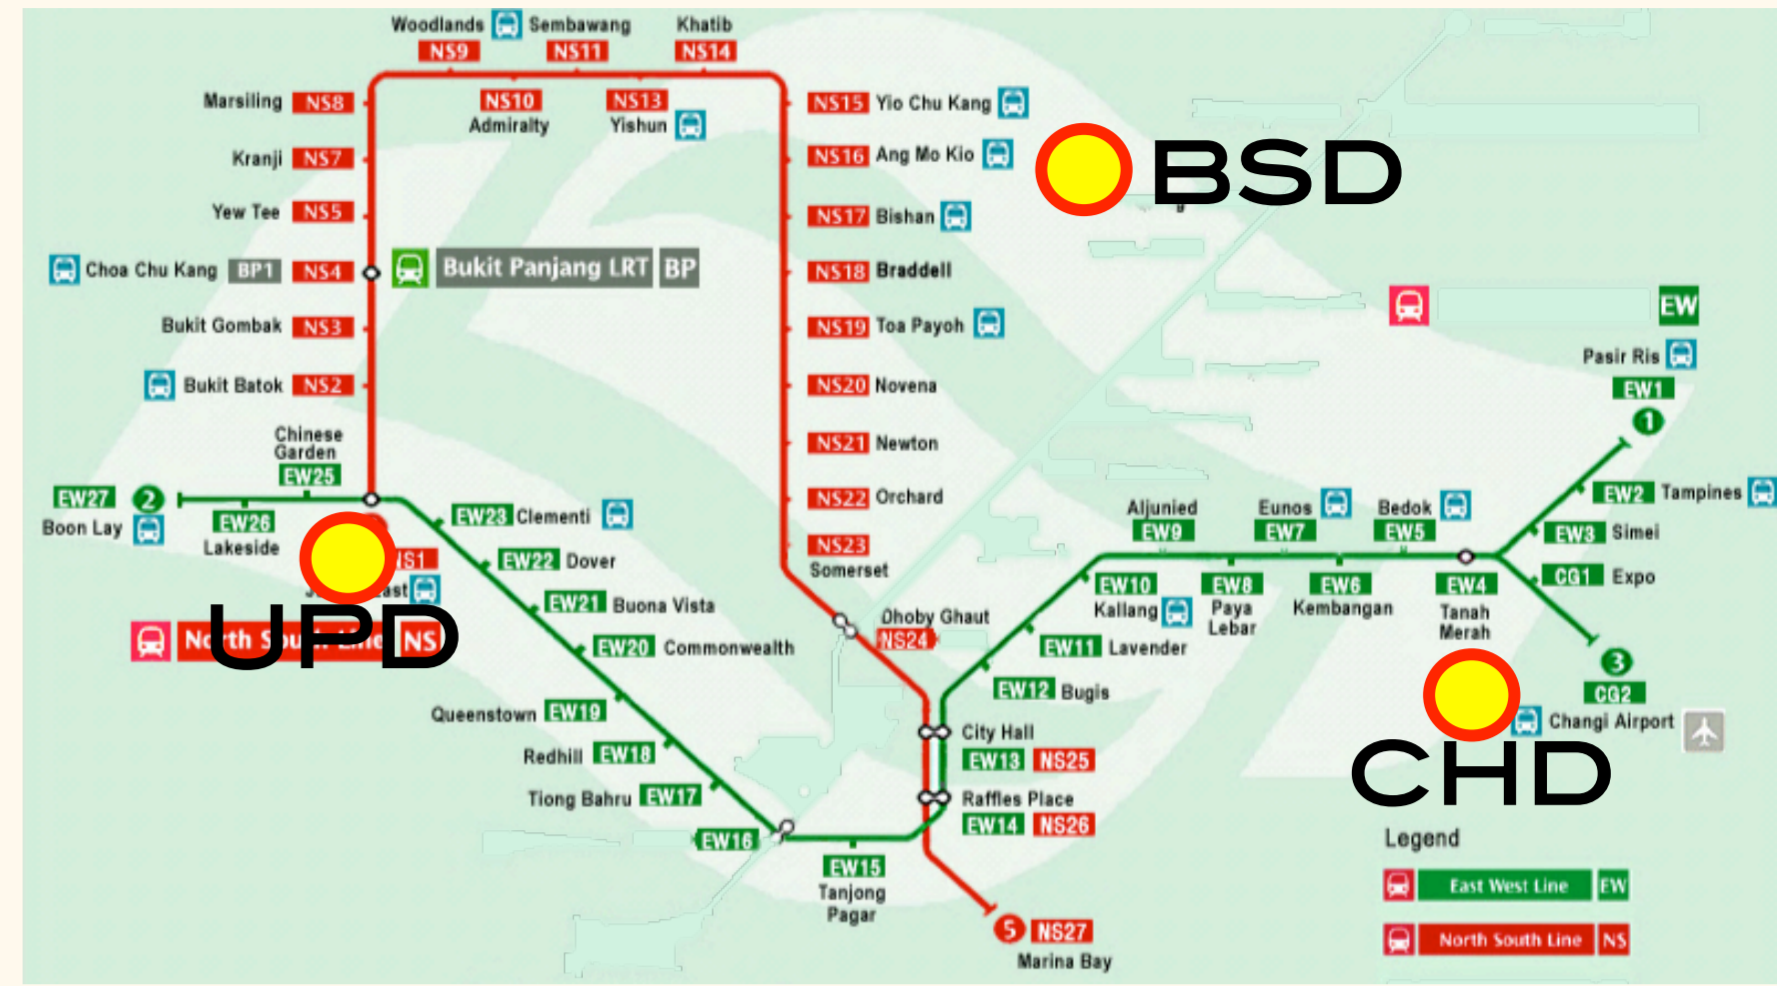 Woodlands
NS9
Sembawang
NS11
Khatib
NS14
Marsiling NS8
NS10
Admiralty
NS13
Yishun
NS15 Yio Chu Kang
Kranji NS7
NS16 Ang Mo Kio
BSD
Yew Tee NS5
NS17 Bishan
Choa Chu Kang BP1 NS4
Bukit Panjang LRT BP
NS18 Braddell
EW
Bukit Gombak NS3
NS19 Toa Payoh
Pasir Ris
EW1
1
Bukit Batok NS2
NS20 Novena
Chinese
Garden
EW25
NS21 Newton
EW27 2
Boon Lay
EW26
Lakeside
NS22 Orchard
EW2 Tampines
EW23 Clementi
Aljunied
EW9
Eunos
EW7
Bedok
EW5
EW3 Simei
NS1
UPD
North South Line NS
EW22 Dover
NS23
Somerset
EW10
Kallang
EW8
Paya
Lebar
EW6
Kembangan
EW4
Tanah
Merah
CG1 Expo
EW21 Buona Vista
Dhoby Ghaut
NS24
EW20 Commonwealth
EW11 Lavender
3
CG2
Changi Airport
EW12 Bugis
Queenstown EW19
City Hall
EW13 NS25
CHD
Redhill EW18
Tiong Bahru EW17
Raffles Place
EW14 NS26
EW16
EW15
Tanjong
Pagar
5 NS27
Marina Bay
Legend
East West Line EW
North South Line NS